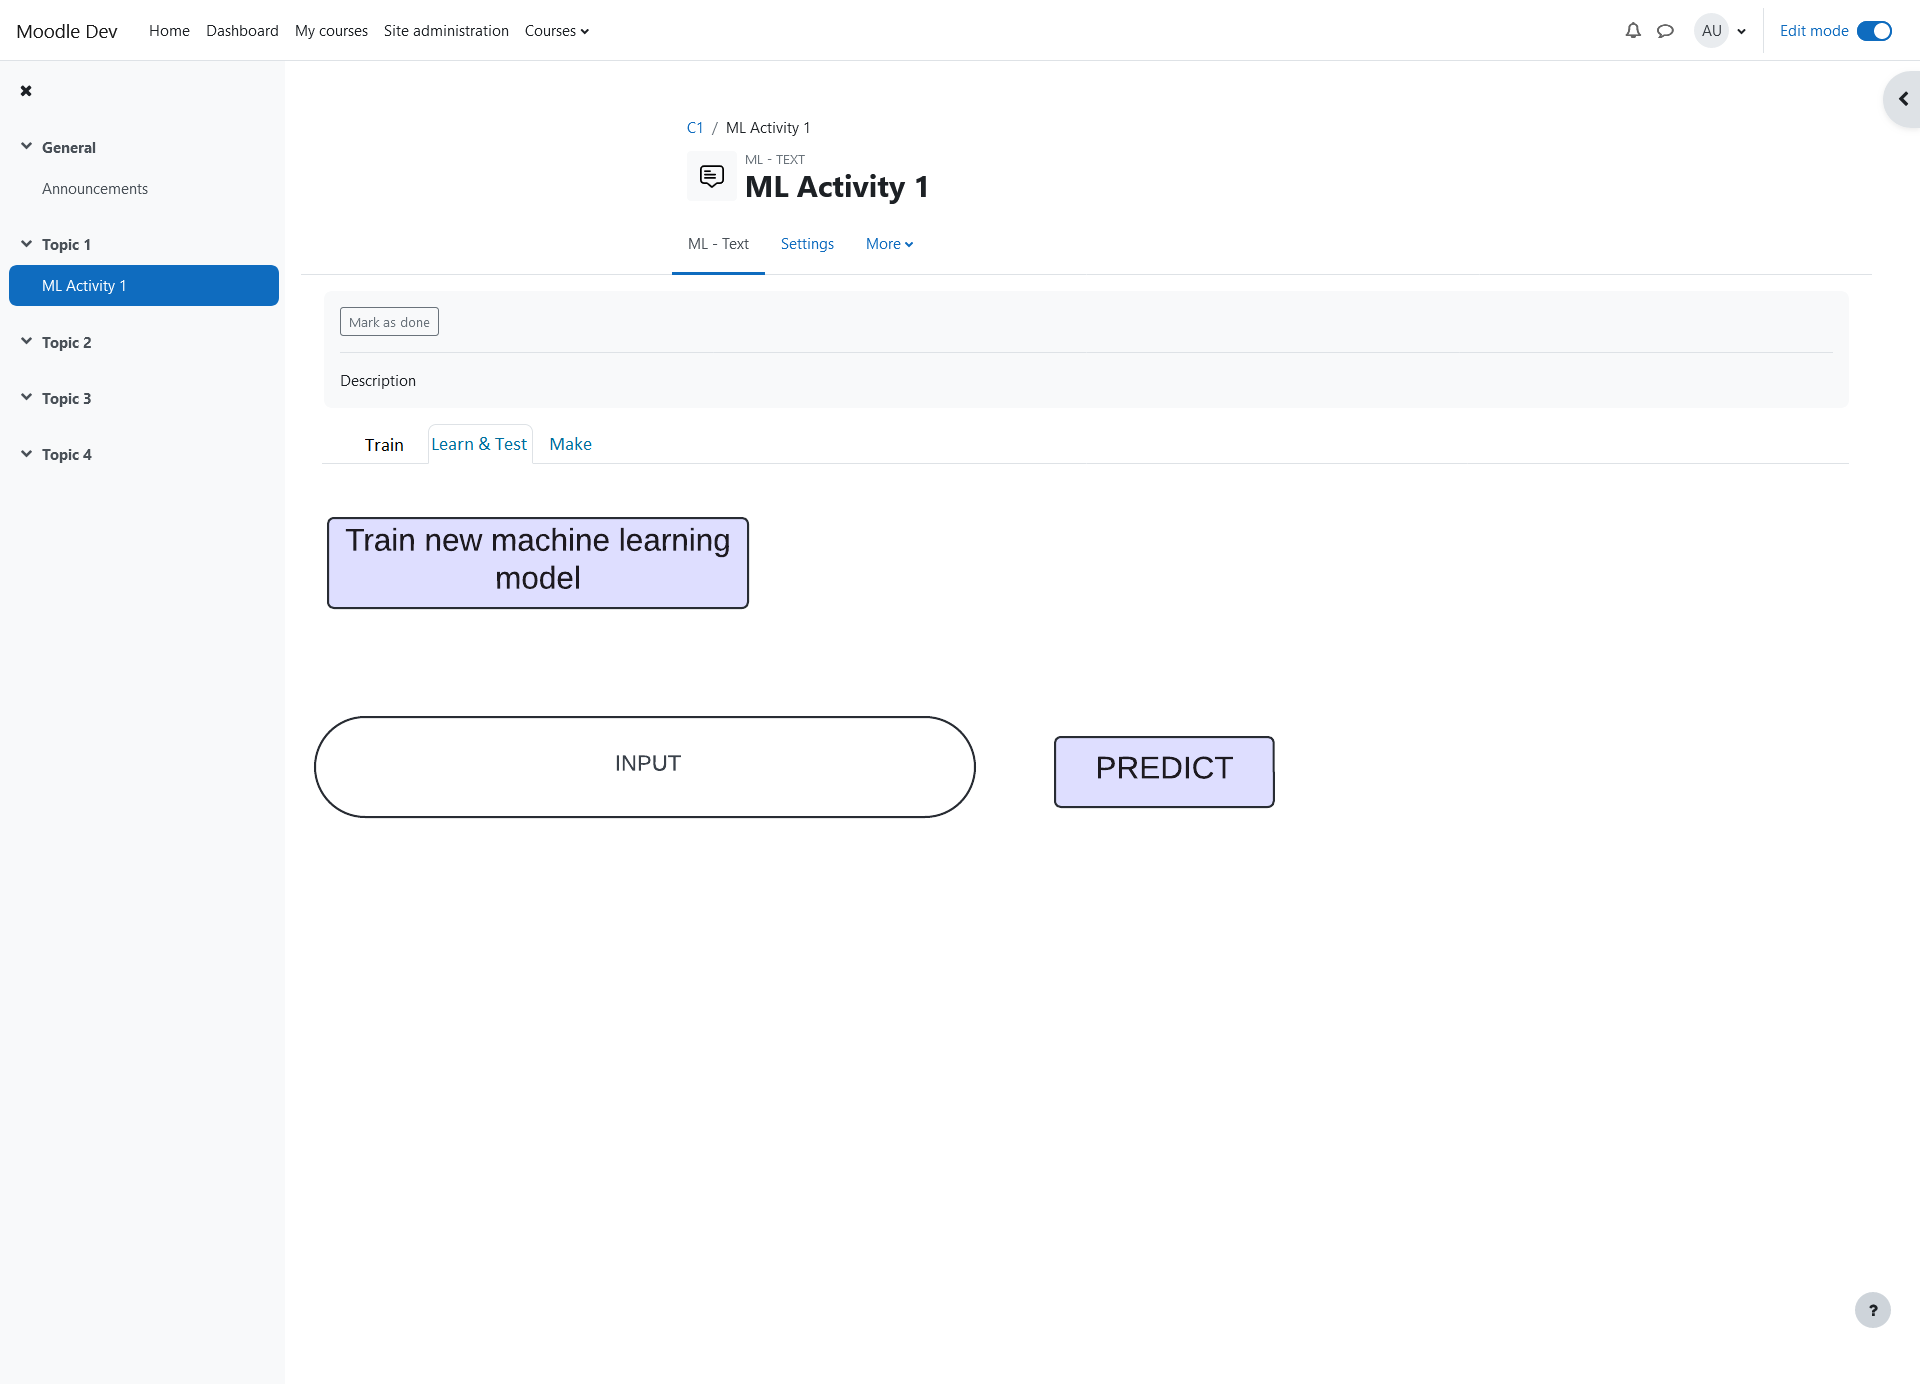 Moodle Dev Home Dashboard My courses Site administration Courses AU Edit mode
General
Announcements
Topic 1
ML Activity 1
Topic 2
Topic 3
Topic 4
C1 / ML Activity 1
ML - TEXT
ML Activity 1
ML - Text Settings More
Mark as done
Description
Train Learn & Test Make
Train new machine learning
model
INPUT
PREDICT
?